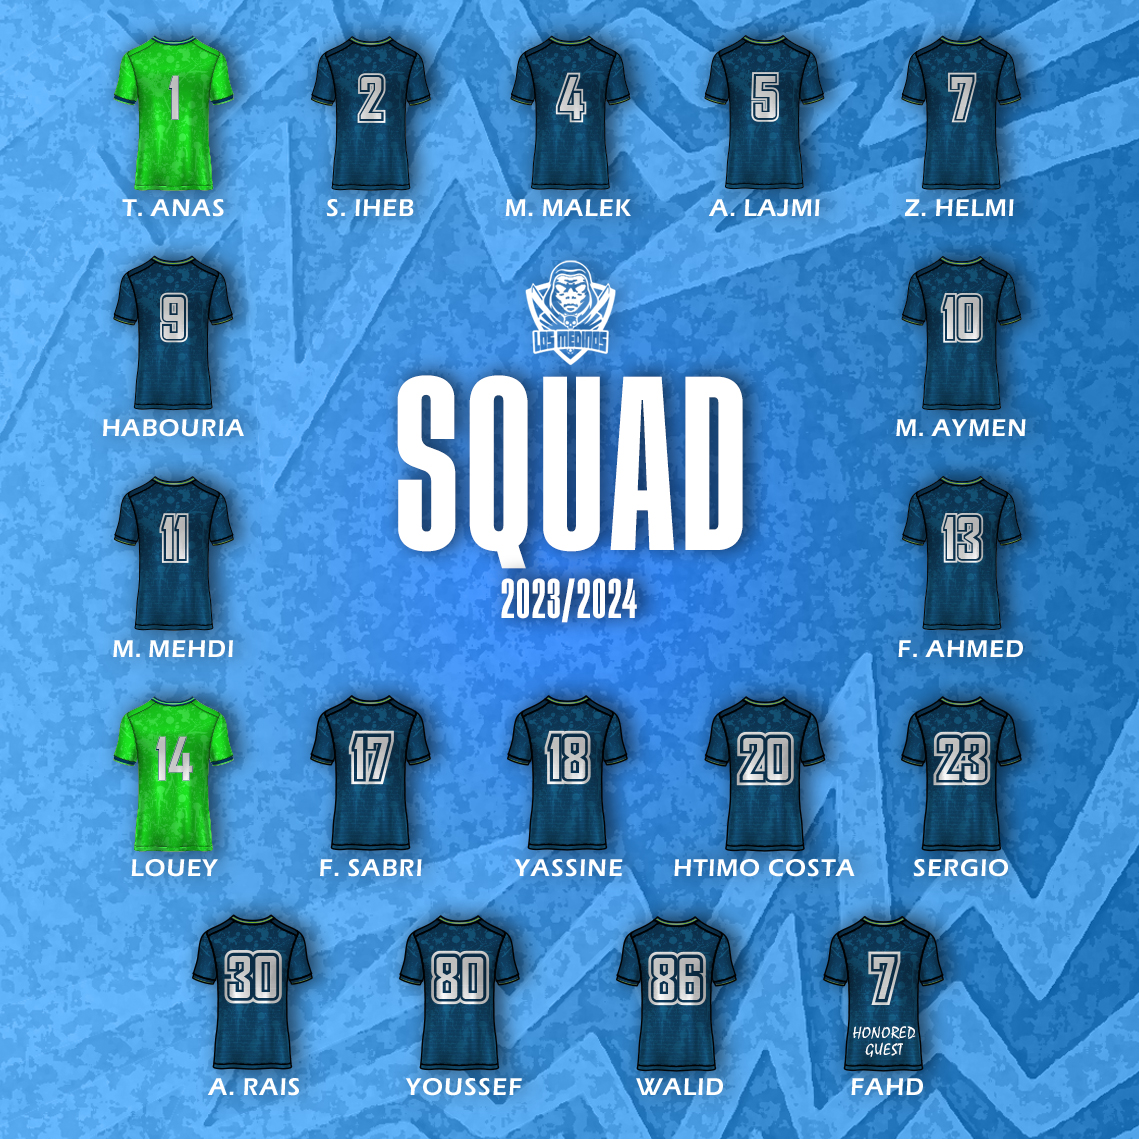 1 2 4 5 7
T. ANAS S. IHEB M. MALEK A. LAJMI Z. HELMI
LOS MEDINOS
9 10
HABOURIA M. AYMEN
SQUAD
11 13
2023/2024
M. MEHDI F. AHMED
14 17 18 20 23
LOUEY F. SABRI YASSINE HTIMO COSTA SERGIO
30 80 86 7
HONORED
GUEST
A. RAIS YOUSSEF WALID FAHD